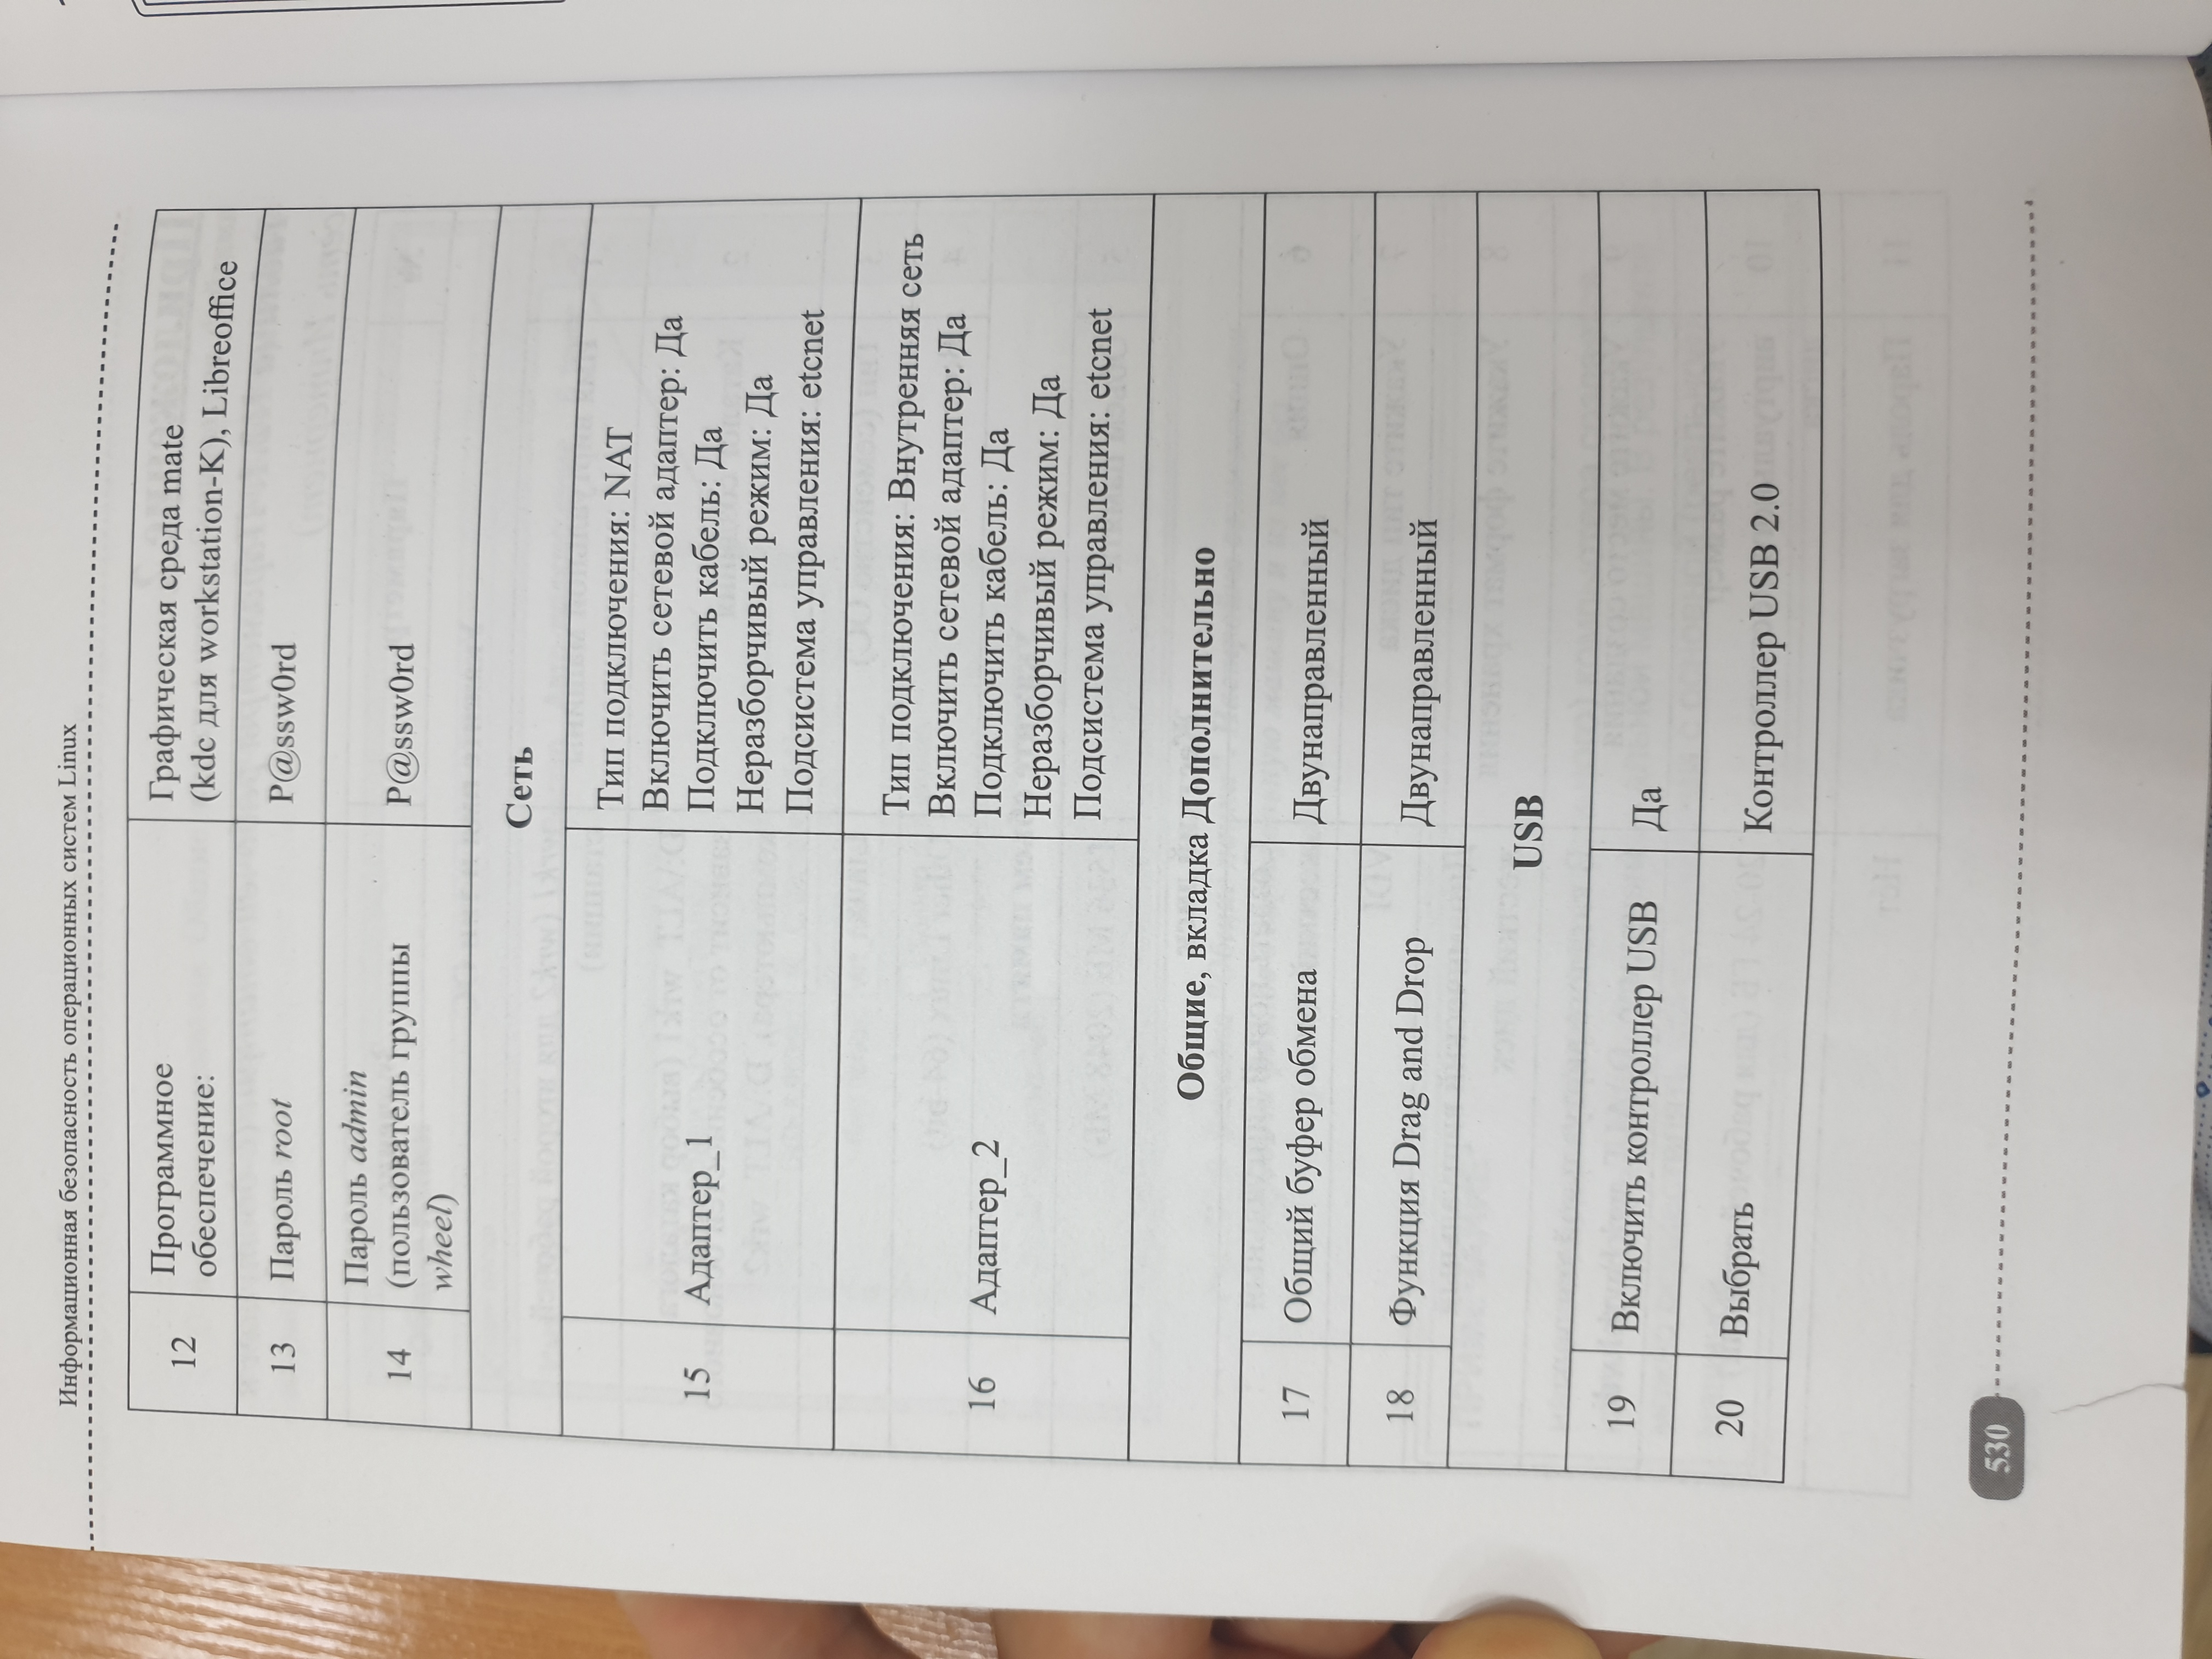 Информационная безопасность операционных систем Linux
12
Программное
обеспечение:
Графическая среда mate
(kdc для workstation-K), Libreoffice
13
Пароль root
P@ssw0rd
14
Пароль admin
(пользователь группы
wheel)
P@ssw0rd
Сеть
15
Адаптер_1
Тип подключения: NAT
Включить сетевой адаптер: Да
Подключить кабель: Да
Неразборчивый режим: Да
Подсистема управления: etcnet
16
Адаптер_2
Тип подключения: Внутренняя сеть
Включить сетевой адаптер: Да
Подключить кабель: Да
Неразборчивый режим: Да
Подсистема управления: etcnet
Общие, вкладка Дополнительно
17
Общий буфер обмена
Двунаправленный
18
Функция Drag and Drop
Двунаправленный
USB
19
Включить контроллер USB
Да
20
Выбрать
Контроллер USB 2.0
530